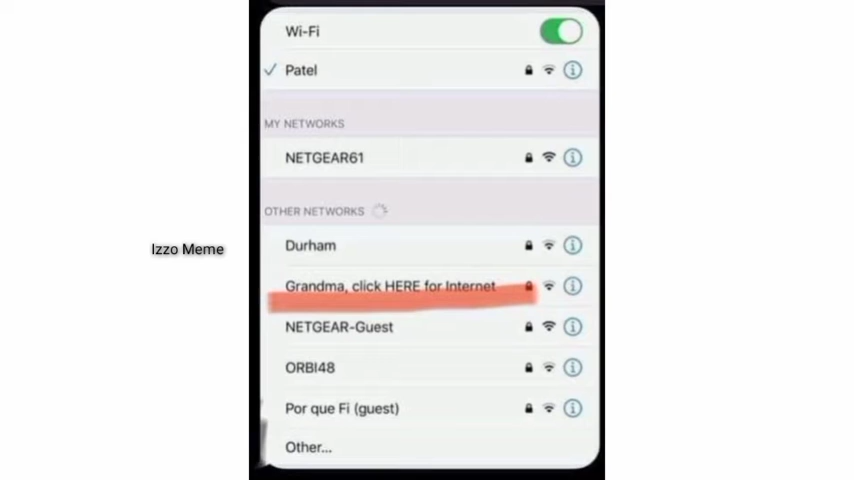 Wi-Fi
Patel
MY NETWORKS
NETGEAR61
OTHER NETWORKS
Durham
Izzo Meme
Grandma, click HERE for Internet
NETGEAR-Guest
ORBI48
Por que Fi (guest)
Other...